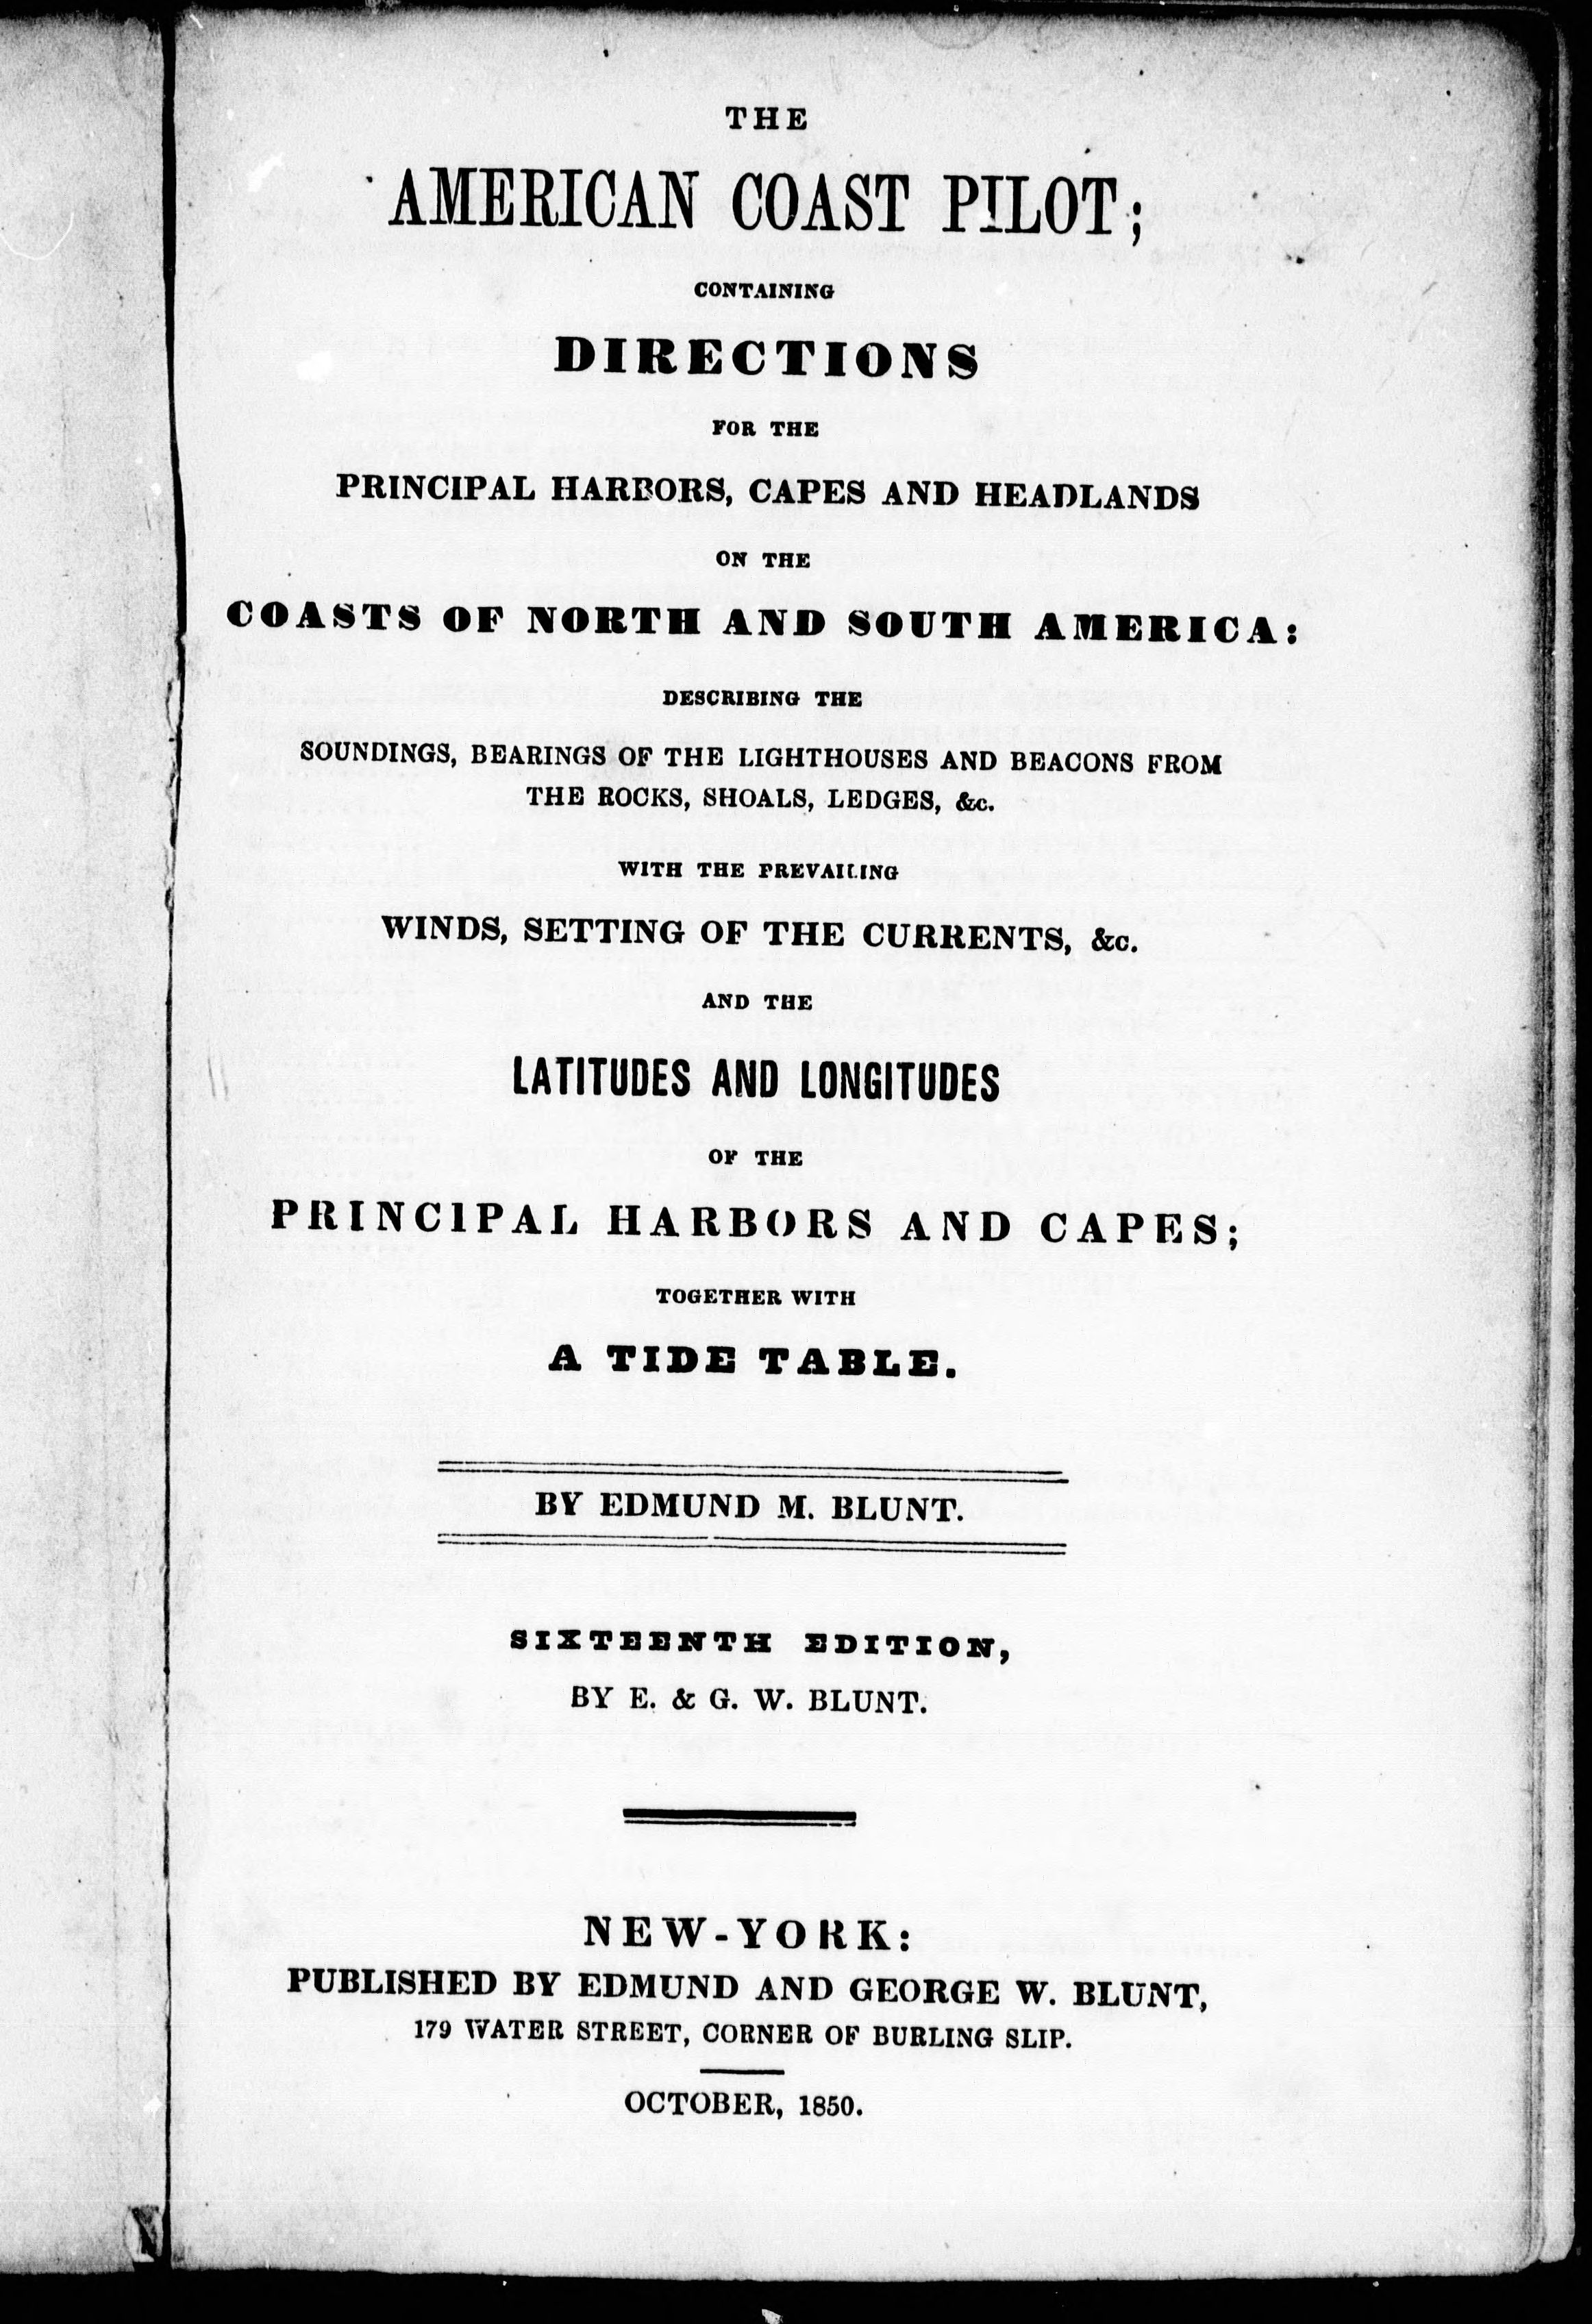 THE
AMERICAN COAST PILOT;
CONTAINING
DIRECTIONS
FOR THE
PRINCIPAL HARBORS, CAPES AND HEADLANDS
ON THE
COASTS OF NORTH AND SOUTH AMERICA:
DESCRIBING THE
SOUNDINGS, BEARINGS OF THE LIGHTHOUSES AND BEACONS FROM
THE ROCKS, SHOALS, LEDGES, &c.
WITH THE PREVAILING
WINDS, SETTING OF THE CURRENTS, &c.
AND THE
LATITUDES AND LONGITUDES
OF THE
PRINCIPAL HARBORS AND CAPES;
TOGETHER WITH
A TIDE TABLE.
BY EDMUND M. BLUNT.
SIXTEENTH EDITION,
BY E. & G. W. BLUNT.
NEW-YORK:
PUBLISHED BY EDMUND AND GEORGE W. BLUNT,
179 WATER STREET, CORNER OF BURLING SLIP.
OCTOBER, 1850.